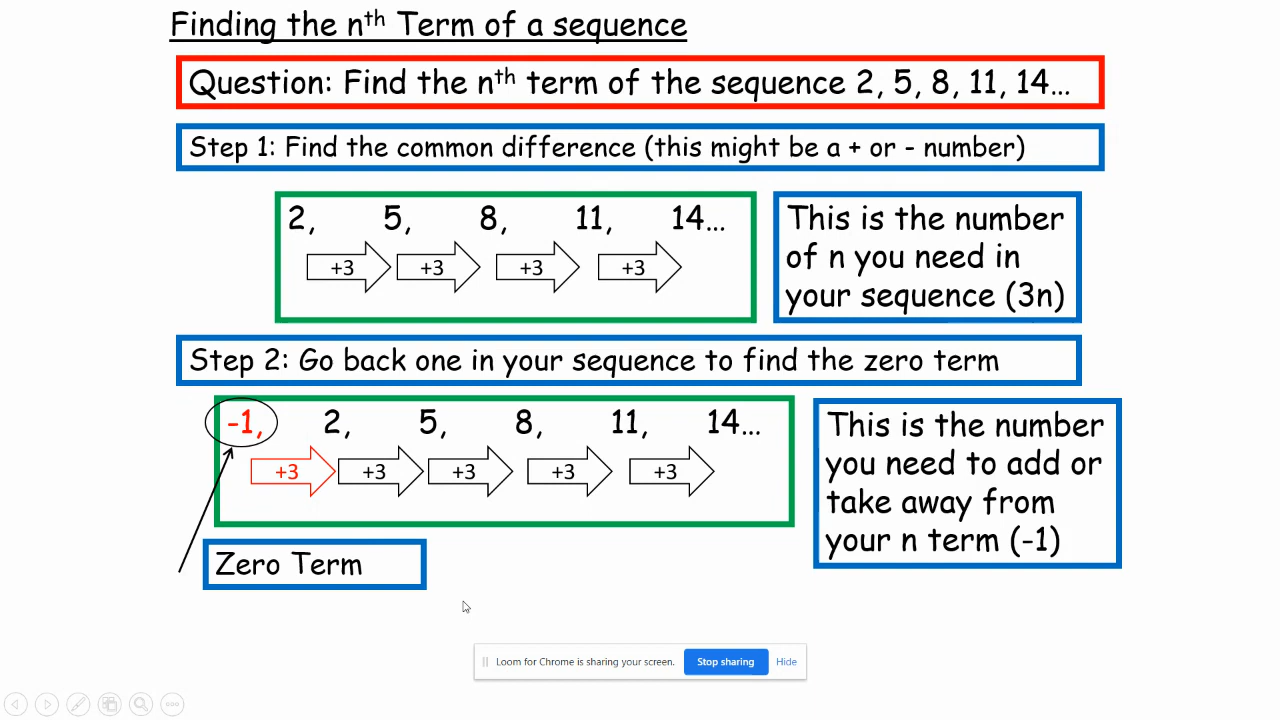 Finding the nth Term of a sequence
Question: Find the nth term of the sequence 2, 5, 8, 11, 14...
Step 1: Find the common difference (this might be a + or - number)
2, 5, 8, 11, 14...
+3 +3 +3 +3
This is the number
of n you need in
your sequence (3n)
Step 2: Go back one in your sequence to find the zero term
-1, 2, 5, 8, 11, 14...
+3 +3 +3 +3 +3
This is the number
you need to add or
take away from
your n term (-1)
Zero Term
Loom for Chrome is sharing your screen. Stop sharing Hide